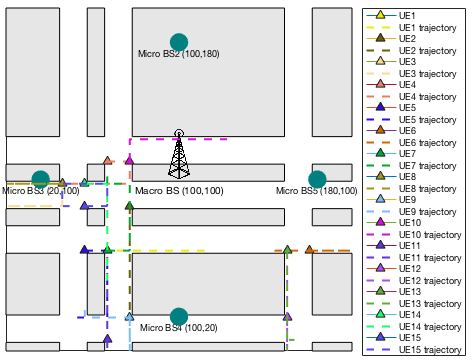 Micro BS2 (100,180)
Micro BS3 (20,100)
Macro BS (100,100)
Micro BS5 (180,100)
Micro BS4 (100,20)
UE1
UE1 trajectory
UE2
UE2 trajectory
UE3
UE3 trajectory
UE4
UE4 trajectory
UE5
UE5 trajectory
UE6
UE6 trajectory
UE7
UE7 trajectory
UE8
UE8 trajectory
UE9
UE9 trajectory
UE10
UE10 trajectory
UE11
UE11 trajectory
UE12
UE12 trajectory
UE13
UE13 trajectory
UE14
UE14 trajectory
UE15
UE15 trajectory